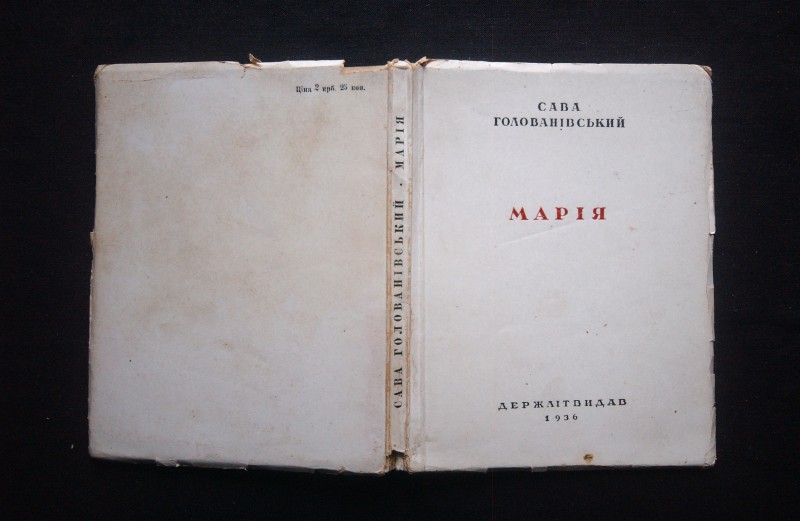 Ціна 2 крб. 25 коп.
САВА ГОЛОВАНІВСЬКИЙ . МАРІЯ
САВА
ГОЛОВАНІВСЬКИЙ
МАРІЯ
ДЕРЖЛІТВИДАВ
1936